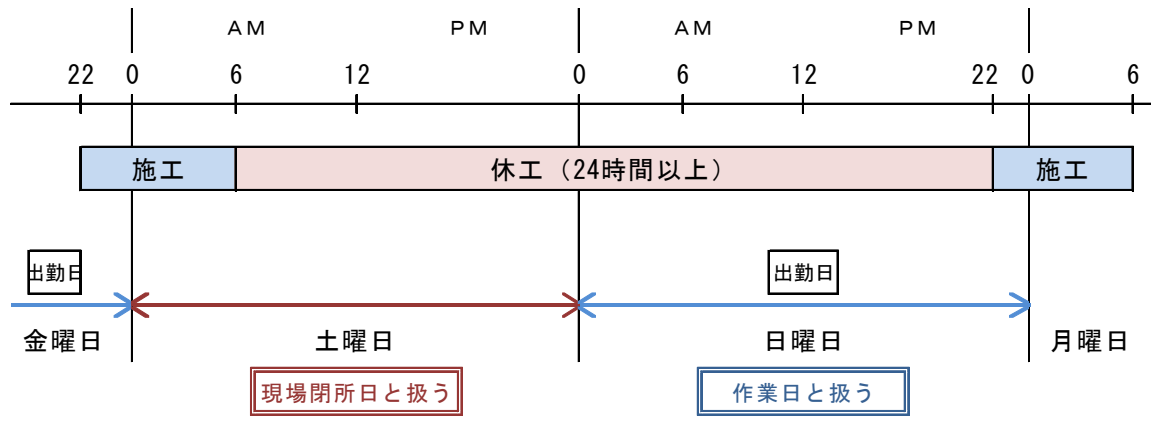 ＡＭ ＰＭ ＡＭ ＰＭ
22 0 6 12 0 6 12 22 0 6
施工 休工（24時間以上） 施工
出勤日 出勤日
金曜日 土曜日 日曜日 月曜日
現場閉所日と扱う 作業日と扱う